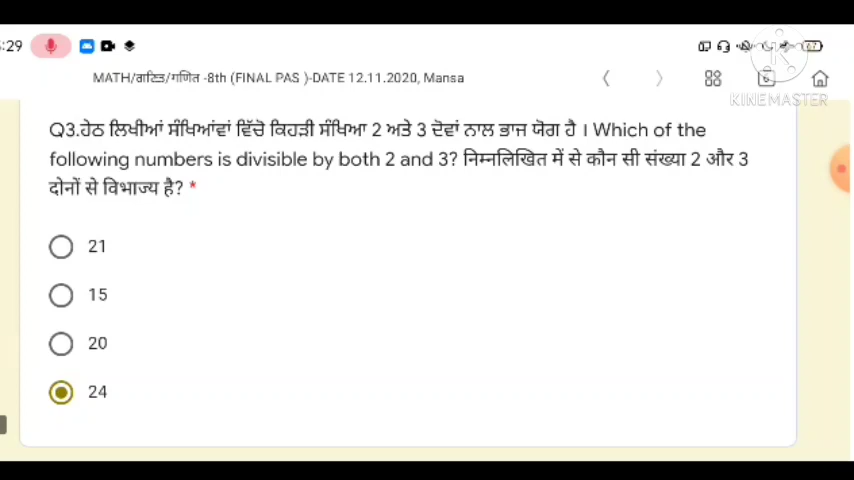 :29
MATH/ਗਣਿਤ/गणित -8th (FINAL PAS )-DATE 12.11.2020, Mansa
KINEMASTER
Q3.ਹੇਠ ਲਿਖੀਆਂ ਸੰਖਿਆਂਵਾਂ ਵਿੱਚੋ ਕਿਹੜੀ ਸੰਖਿਆ 2 ਅਤੇ 3 ਦੋਵਾਂ ਨਾਲ ਭਾਜ ਯੋਗ ਹੈ । Which of the
following numbers is divisible by both 2 and 3? निम्नलिखित में से कौन सी संख्या 2 और 3
दोनों से विभाज्य है? *
21
15
20
24